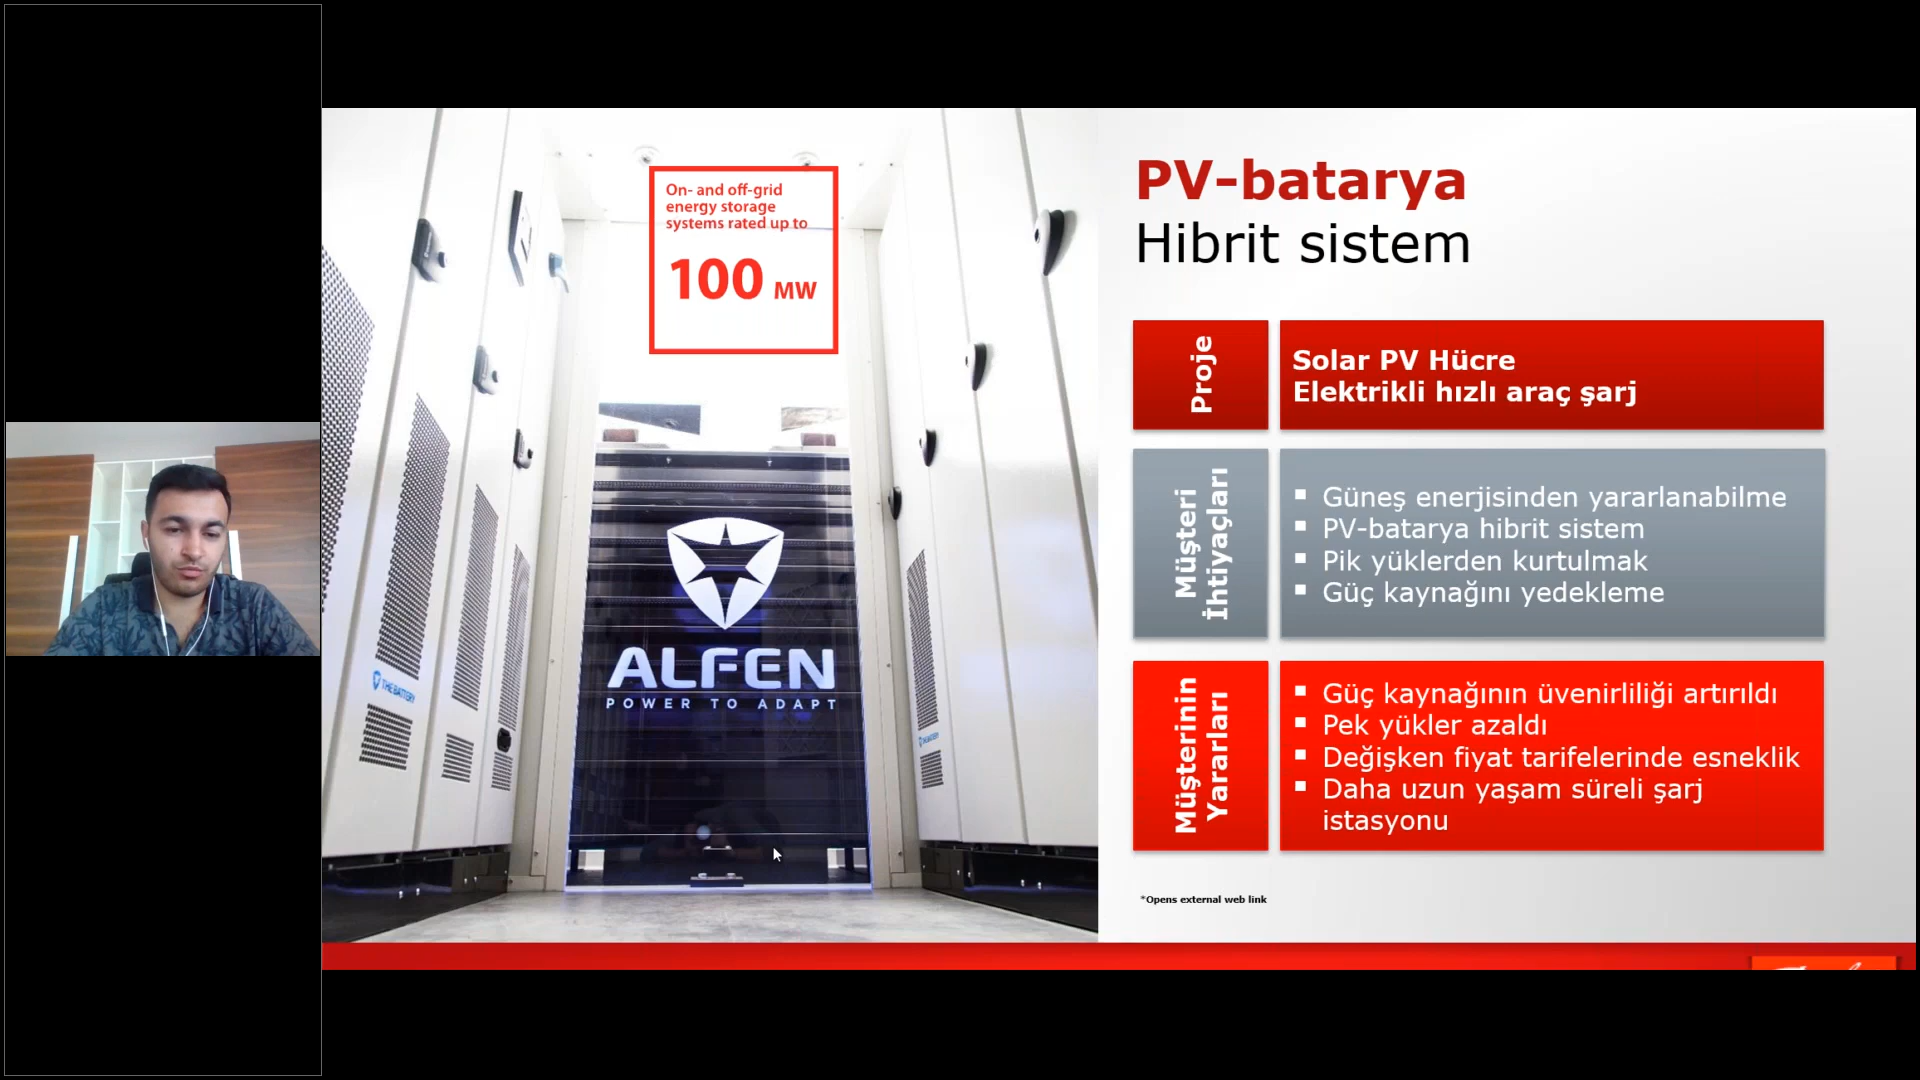 On- and off-grid
energy storage
systems rated up to
100 MW
THE BATTERY
ALFEN
POWER TO ADAPT
PV-batarya
Hibrit sistem
Proje
Solar PV Hücre
Elektrikli hızlı araç şarj
Müşteri
İhtiyaçları
Güneş enerjisinden yararlanabilme
PV-batarya hibrit sistem
Pik yüklerden kurtulmak
Güç kaynağını yedekleme
Müşterinin
Yararları
Güç kaynağının üvenirliliği artırıldı
Pek yükler azaldı
Değişken fiyat tarifelerinde esneklik
Daha uzun yaşam süreli şarj
istasyonu
*Opens external web link